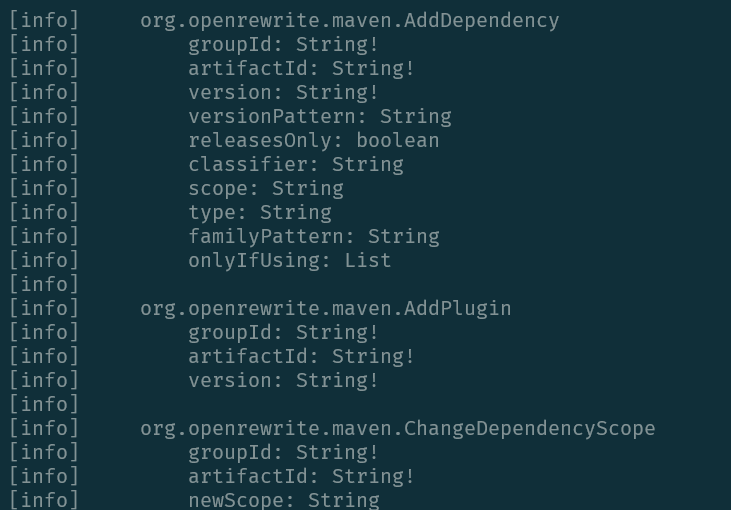 [info]     org.openrewrite.maven.AddDependency
[info]         groupId: String!
[info]         artifactId: String!
[info]         version: String!
[info]         versionPattern: String
[info]         releasesOnly: boolean
[info]         classifier: String
[info]         scope: String
[info]         type: String
[info]         familyPattern: String
[info]         onlyIfUsing: List
[info]
[info]     org.openrewrite.maven.AddPlugin
[info]         groupId: String!
[info]         artifactId: String!
[info]         version: String!
[info]
[info]     org.openrewrite.maven.ChangeDependencyScope
[info]         groupId: String!
[info]         artifactId: String!
[info]         newScope: String